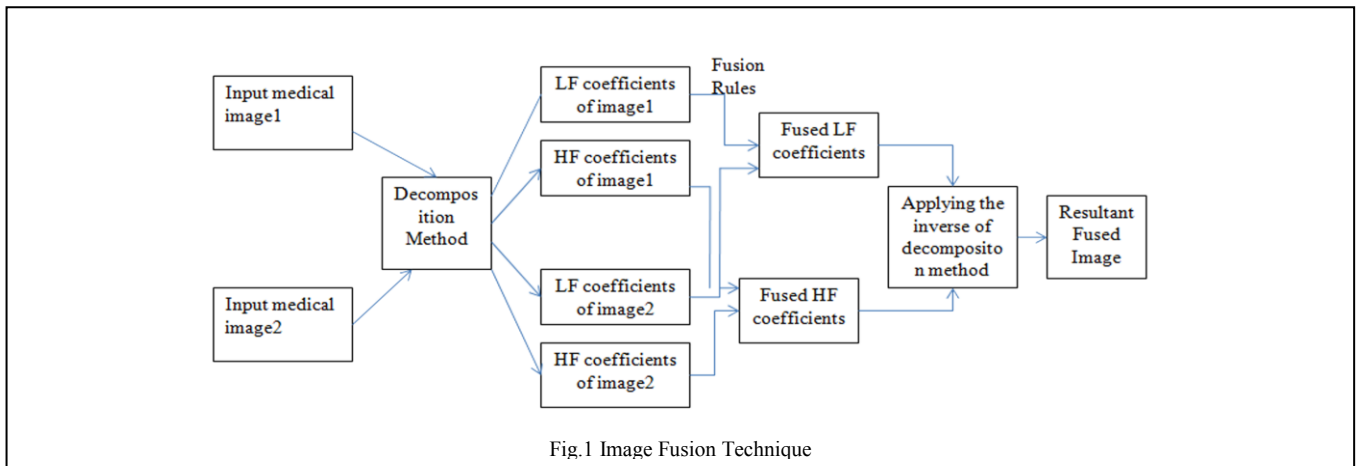 Input medical
image1
Input medical
image2
Decompos
ition
Method
LF coefficients
of image1
HF coefficients
of image1
LF coefficients
of image2
HF coefficients
of image2
Fusion
Rules
Fused LF
coefficients
Fused HF
coefficients
Applying the
inverse of
decomposito
n method
Resultant
Fused
Image
Fig.1 Image Fusion Technique